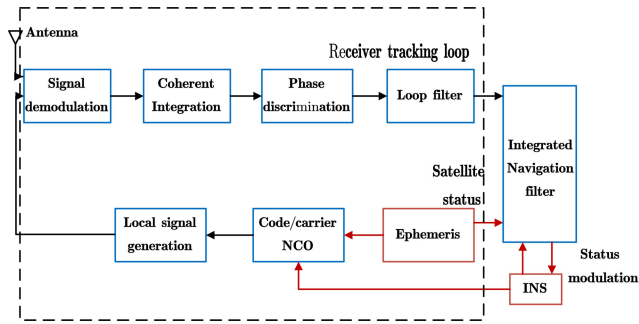 Antenna
Receiver tracking loop
Signal
demodulation
Coherent
Integration
Phase
discrimination
Loop filter
Integrated
Navigation
filter
Satellite
status
Local signal
generation
Code/carrier
NCO
Ephemeris
Status
modulation
INS